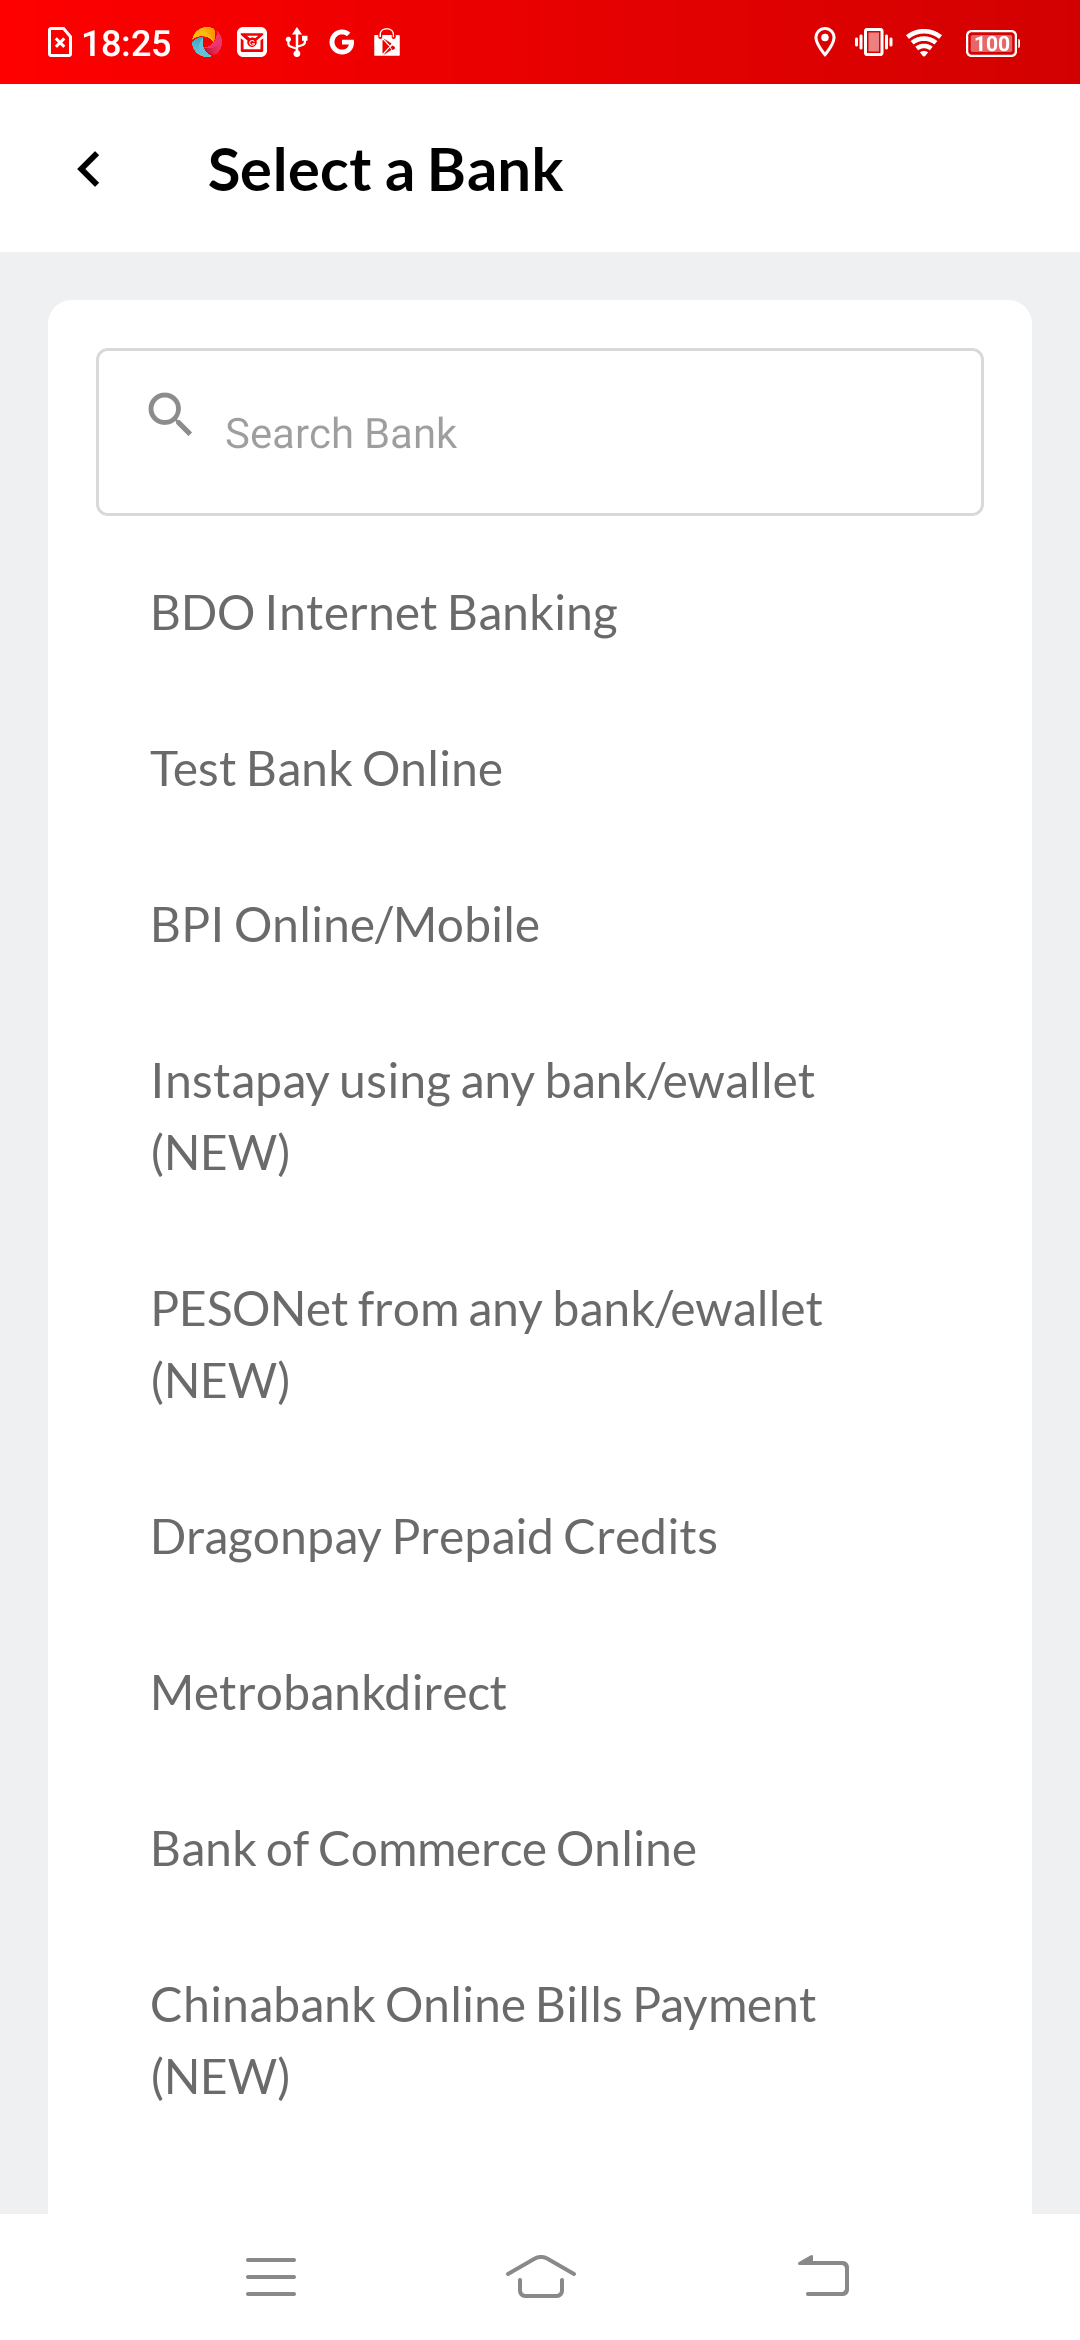 18:25
100
Select a Bank
Search Bank
BDO Internet Banking
Test Bank Online
BPI Online/Mobile
Instapay using any bank/ewallet
(NEW)
PESONet from any bank/ewallet
(NEW)
Dragonpay Prepaid Credits
Metrobankdirect
Bank of Commerce Online
Chinabank Online Bills Payment
(NEW)